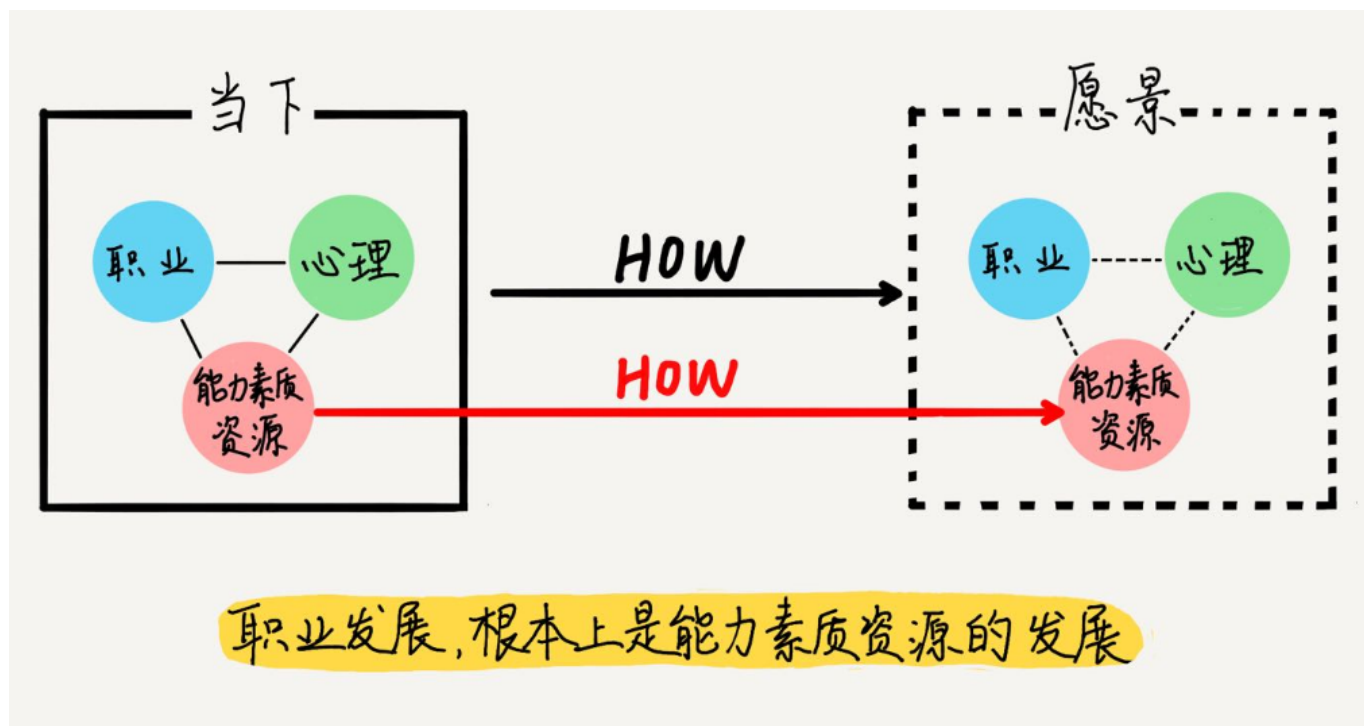 当下
愿景
职业
心理
能力素质
资源
HOW
HOW
职业
心理
能力素质
资源
职业发展,根本上是能力素质资源的发展